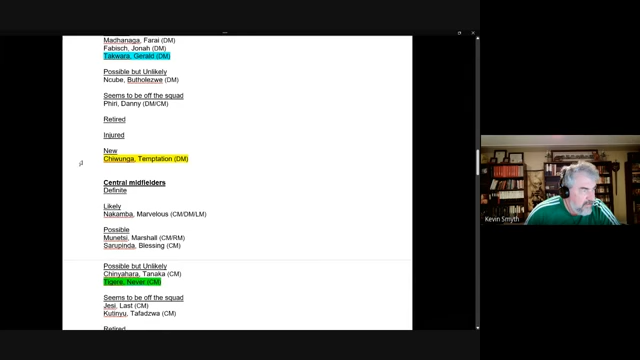 Madhanaga, Farai (DM)
Fabisch, Jonah (DM)
Takwara, Gerald (DM)
Possible but Unlikely
Ncube, Butholezwe (DM)
Seems to be off the squad
Phiri, Danny (DM/CM)
Retired
Injured
New
Chiwunga, Temptation (DM)
Central midfielders
Definite
Likely
Nakamba, Marvelous (CM/DM/LM)
Possible
Munetsi, Marshall (CM/RM)
Sarupinda, Blessing (CM)
Possible but Unlikely
Chinyahara, Tanaka (CM)
Tigere, Never (CM)
Seems to be off the squad
Jesi, Last (CM)
Kutinyu, Tafadzwa (CM)
Retired
Kevin Smyth